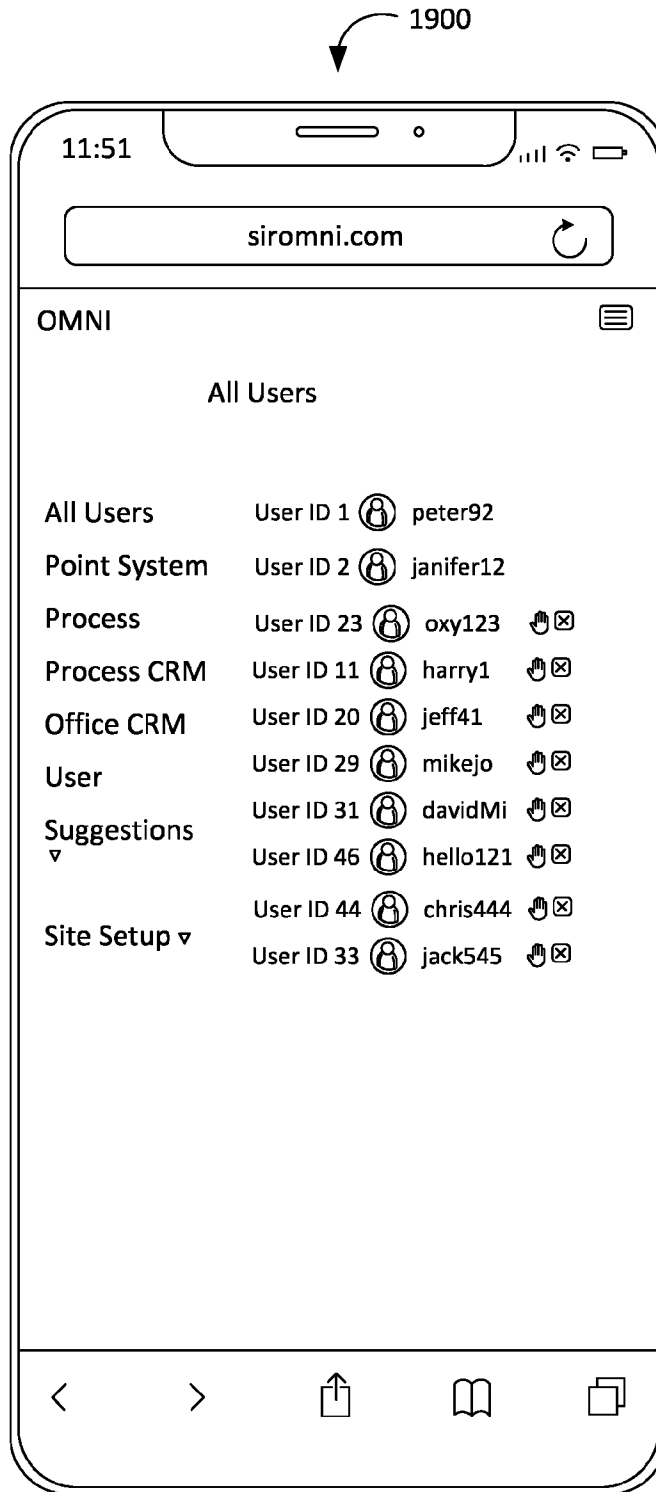 1900
11:51
siromni.com
OMNI
All Users
All Users
Point System
Process
Process CRM
Office CRM
User
Suggestions
Site Setup
User ID 1 peter92
User ID 2 janifer12
User ID 23 oxy123
User ID 11 harry1
User ID 20 jeff41
User ID 29 mikejo
User ID 31 davidMi
User ID 46 hello121
User ID 44 chris444
User ID 33 jack545